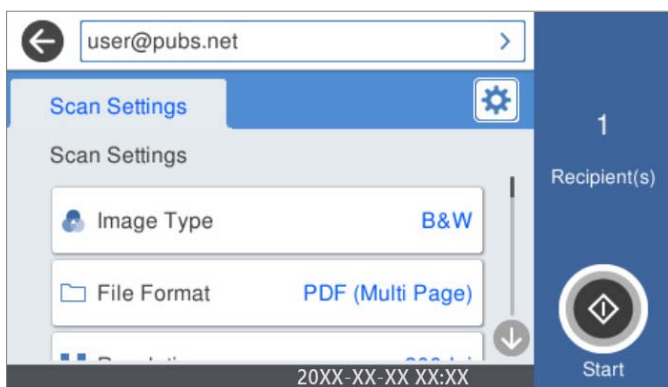 user@pubs.net
Scan Settings
1
Recipient(s)
Scan Settings
Image Type B&W
File Format PDF (Multi Page)
20XX-XX-XX XX:XX
Start